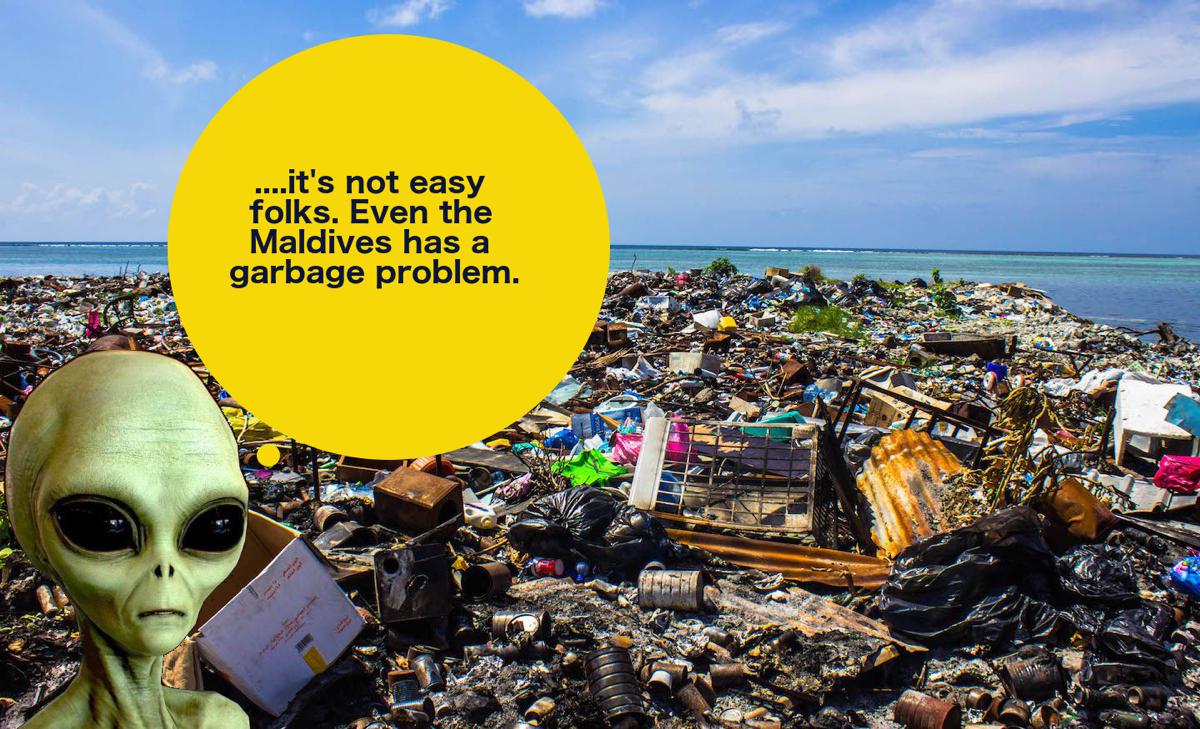 ....it's not easy
folks. Even the
Maldives has a
garbage problem.